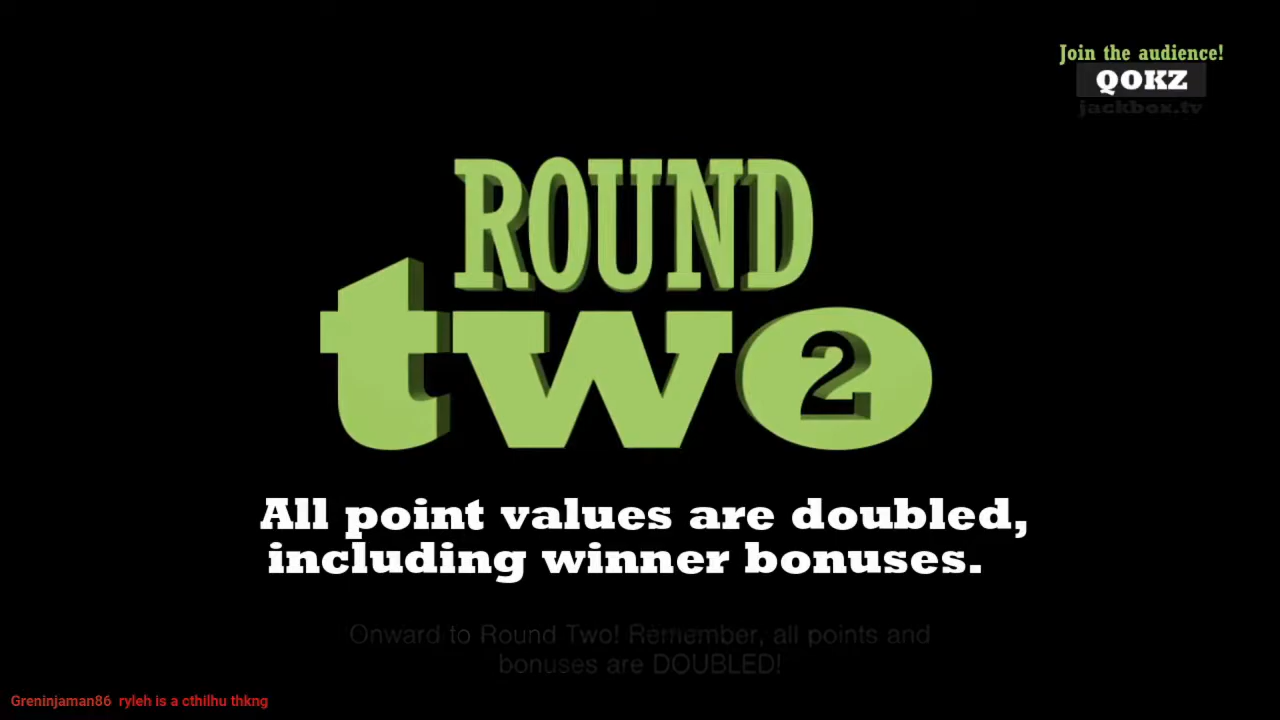 Join the audience!
QOKZ
jackbox.tv
ROUND
two
2
All point values are doubled,
including winner bonuses.
Onward to Round Two! Remember, all points and
bonuses are DOUBLED!
Greninjaman86 ryleh is a cthilhu thkng